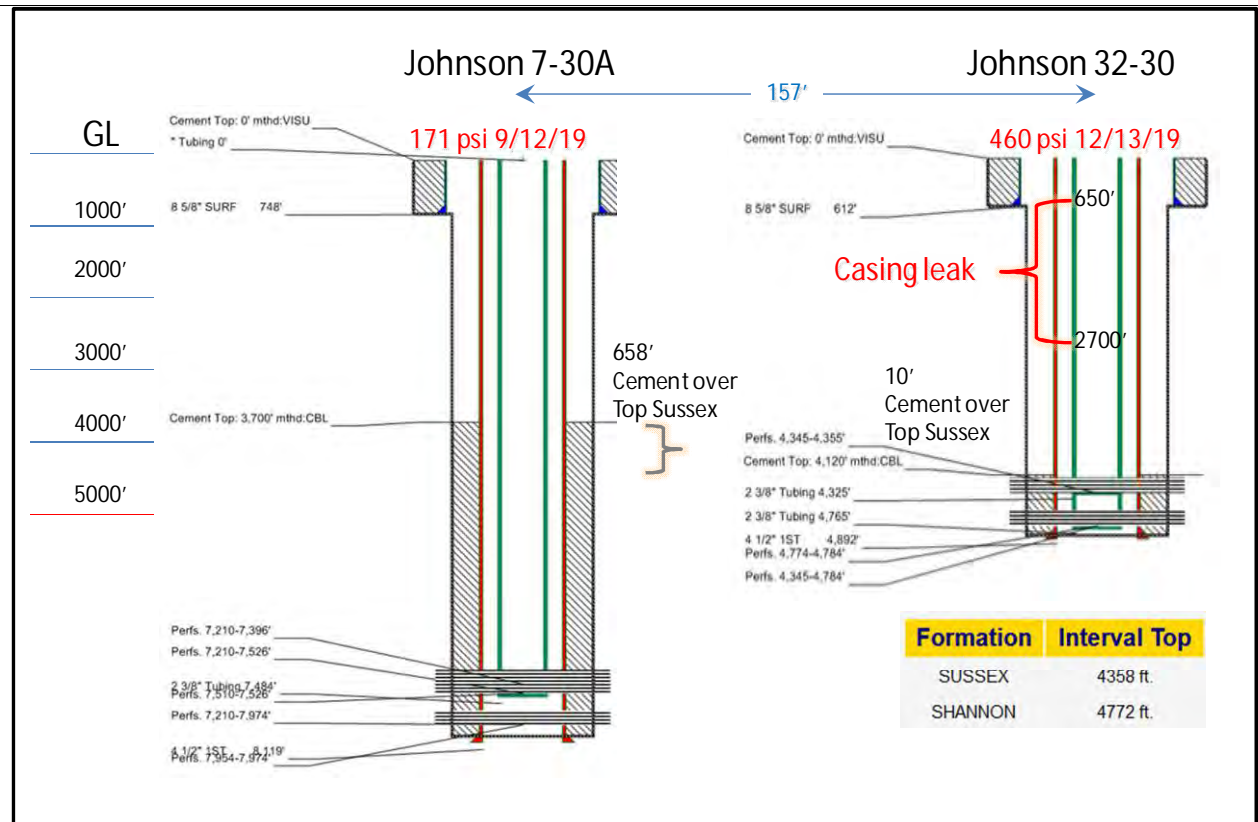 Johnson 7-30A
Johnson 32-30
157'
GL
1000'
2000'
3000'
4000'
5000'
Cement Top: 0' mthd:VISU
* Tubing 0'
171 psi 9/12/19
8 5/8" SURF 748'
658'
Cement over
Top Sussex
Cement Top: 3,700' mthd:CBL
Perfs. 7,210-7,396'
Perfs. 7,210-7,526'
2 3/8" Tubing 7,484'
Perfs. 7,510-7,526'
Perfs. 7,210-7,974'
4 1/2" 1ST 8,119'
Perfs. 7,954-7,974'
Cement Top: 0' mthd:VISU
460 psi 12/13/19
8 5/8" SURF 612'
650'
Casing leak
2700'
10'
Cement over
Top Sussex
Perfs. 4,345-4,355'
Cement Top: 4,120' mthd:CBL
2 3/8" Tubing 4,325'
2 3/8" Tubing 4,765'
4 1/2" 1ST 4,892'
Perfs. 4,774-4,784'
Perfs. 4,345-4,784'
Formation Interval Top
SUSSEX 4358 ft.
SHANNON 4772 ft.